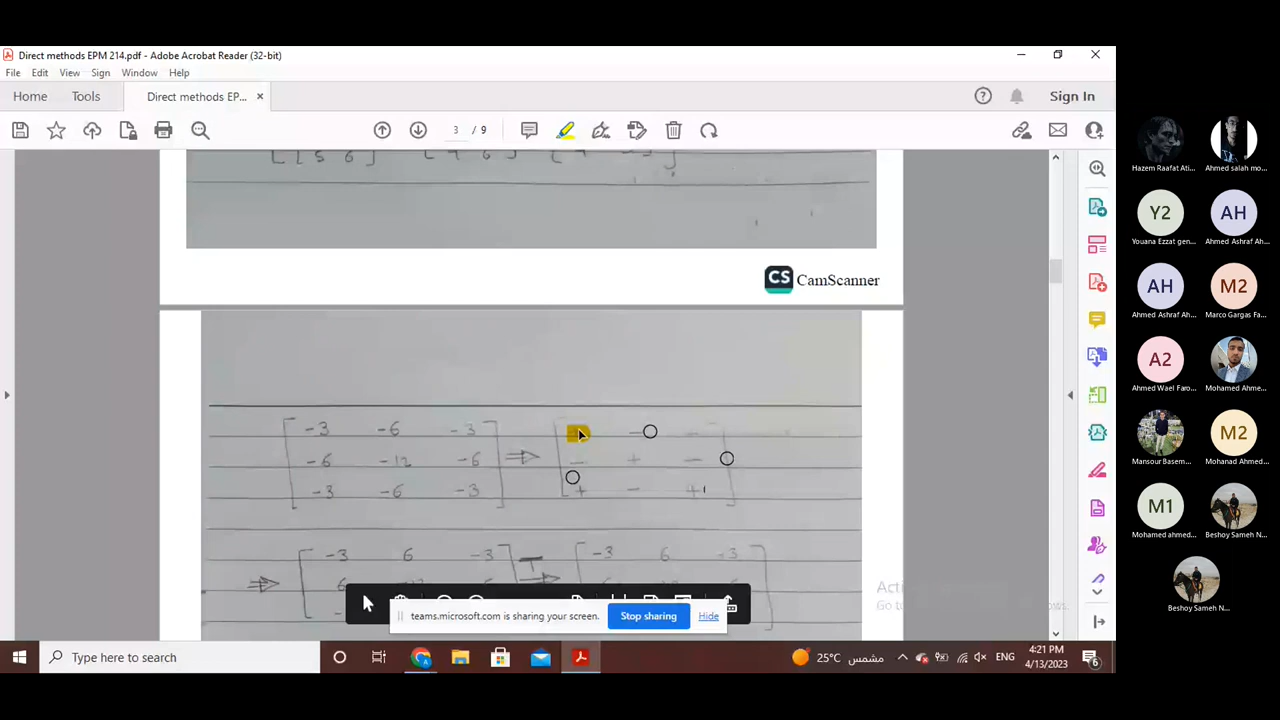 Direct methods EPM 214.pdf - Adobe Acrobat Reader (32-bit)
File Edit View Sign Window Help
Home Tools Direct methods EP... × Sign In
3 / 9
1 5 6
CS CamScanner
-3 -6 -3
-6 -12 -6 ⇒ - + -
-3 -6 -3 + - +
-3 6 -3 T -3 6 -3
teams.microsoft.com is sharing your screen. Stop sharing Hide
Type here to search
25°C مشمس ENG 4:21 PM
4/13/2023
6
Hazem Raafat Ati... Ahmed salah mo...
Y2 AH
Youana Ezzat gen... Ahmed Ashraf Ah...
AH M2
Ahmed Ashraf Ah... Marco Gargas Fa...
A2
Ahmed Wael Faro... Mohamed Ahme...
M2
Mansour Basem... Mohanad Ahmed...
M1
Mohamed ahmed... Beshoy Sameh N...
Beshoy Sameh N...